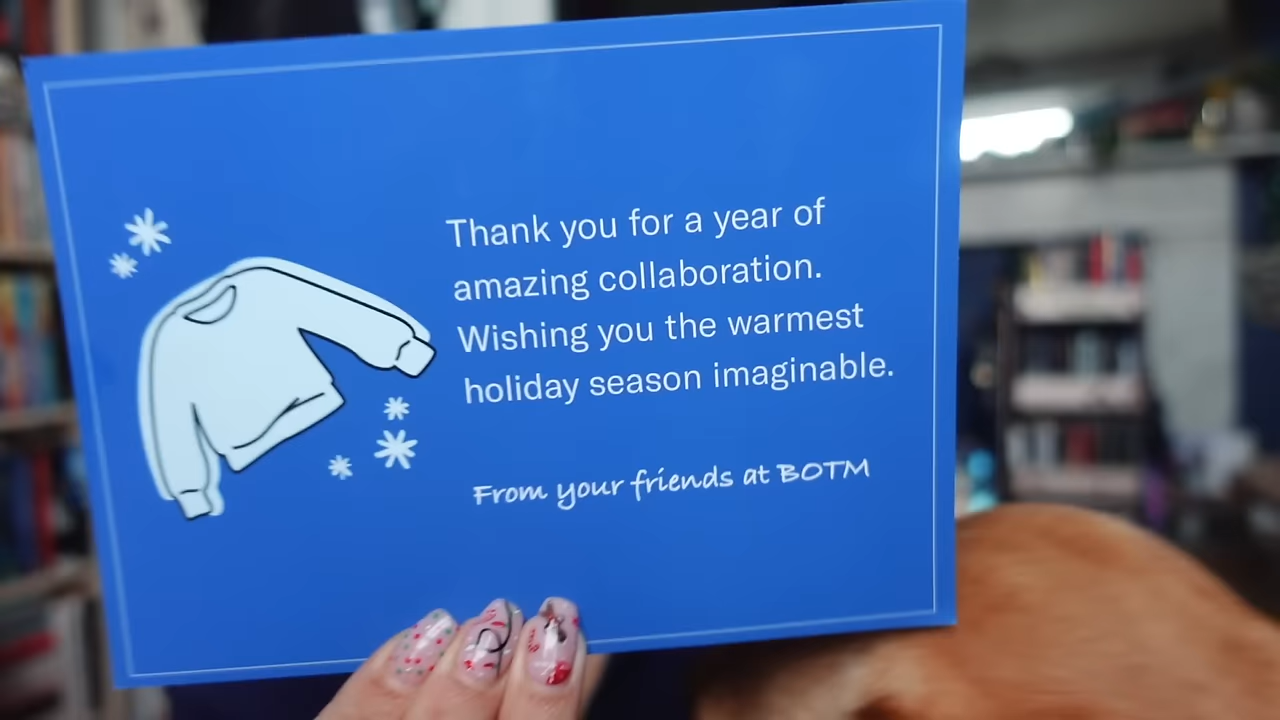 Thank you for a year of
amazing collaboration.
Wishing you the warmest
holiday season imaginable.
From your friends at BOTM